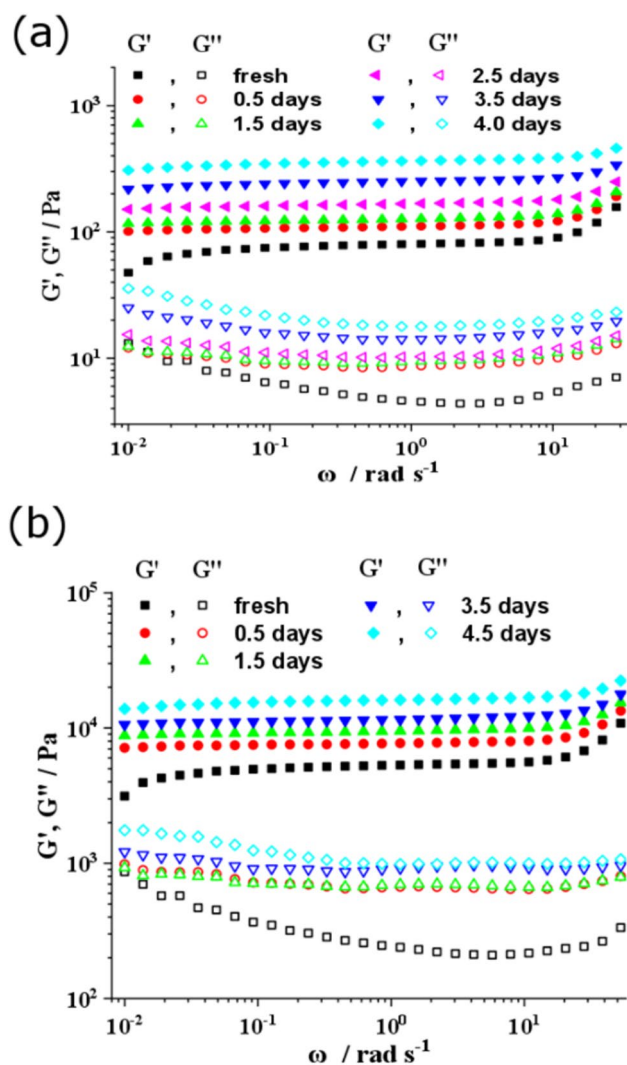 (a)
G' G'' G' G''
, fresh , 2.5 days
, 0.5 days , 3.5 days
, 1.5 days , 4.0 days
G', G'' / Pa
10²
10³
10²
10¹
10⁻² 10⁻¹ 10⁰ 10¹
ω / rad s⁻¹
(b)
G' G'' G' G''
, fresh , 3.5 days
, 0.5 days , 4.5 days
, 1.5 days
G', G'' / Pa
10⁵
10⁴
10³
10²
10⁻² 10⁻¹ 10⁰ 10¹
ω / rad s⁻¹